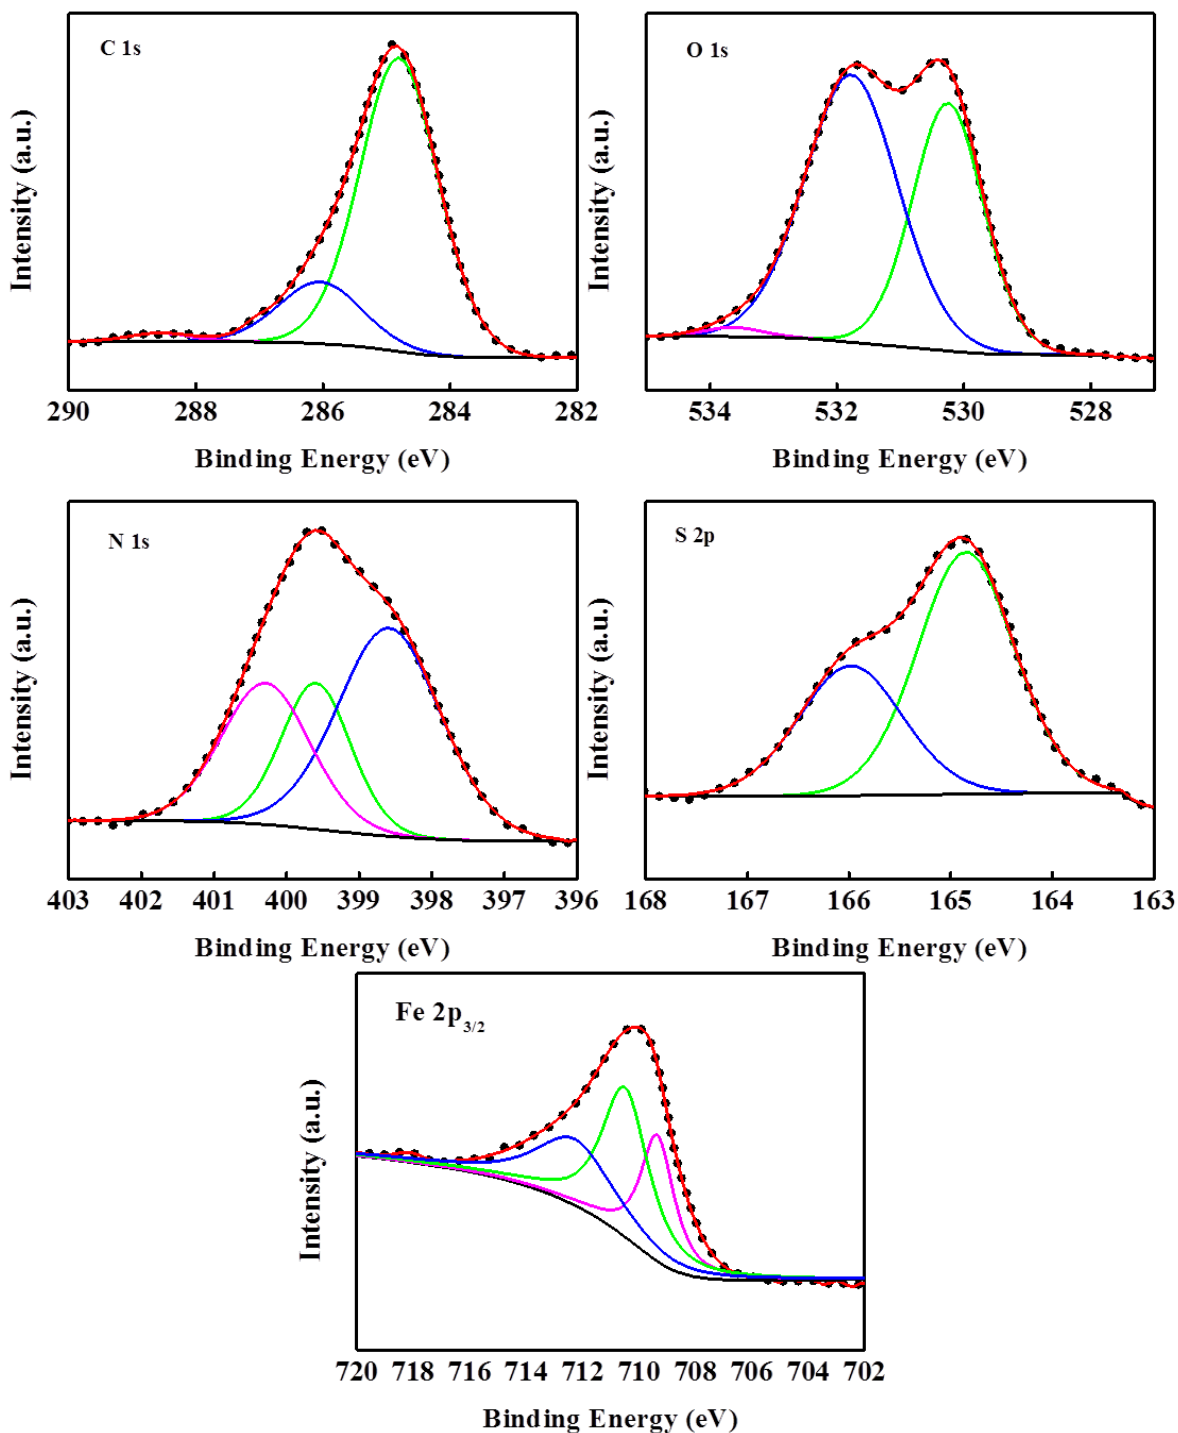 C 1s
Intensity (a.u.)
290 288 286 284 282
Binding Energy (eV)
O 1s
Intensity (a.u.)
534 532 530 528
Binding Energy (eV)
N 1s
Intensity (a.u.)
403 402 401 400 399 398 397 396
Binding Energy (eV)
S 2p
Intensity (a.u.)
168 167 166 165 164 163
Binding Energy (eV)
Fe 2p3/2
Intensity (a.u.)
720 718 716 714 712 710 708 706 704 702
Binding Energy (eV)